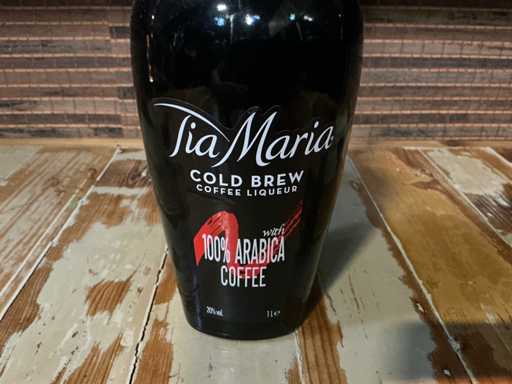 Tia Maria
COLD BREW
COFFEE LIQUEUR
with
100% ARABICA
COFFEE
20% vol. 1 L e